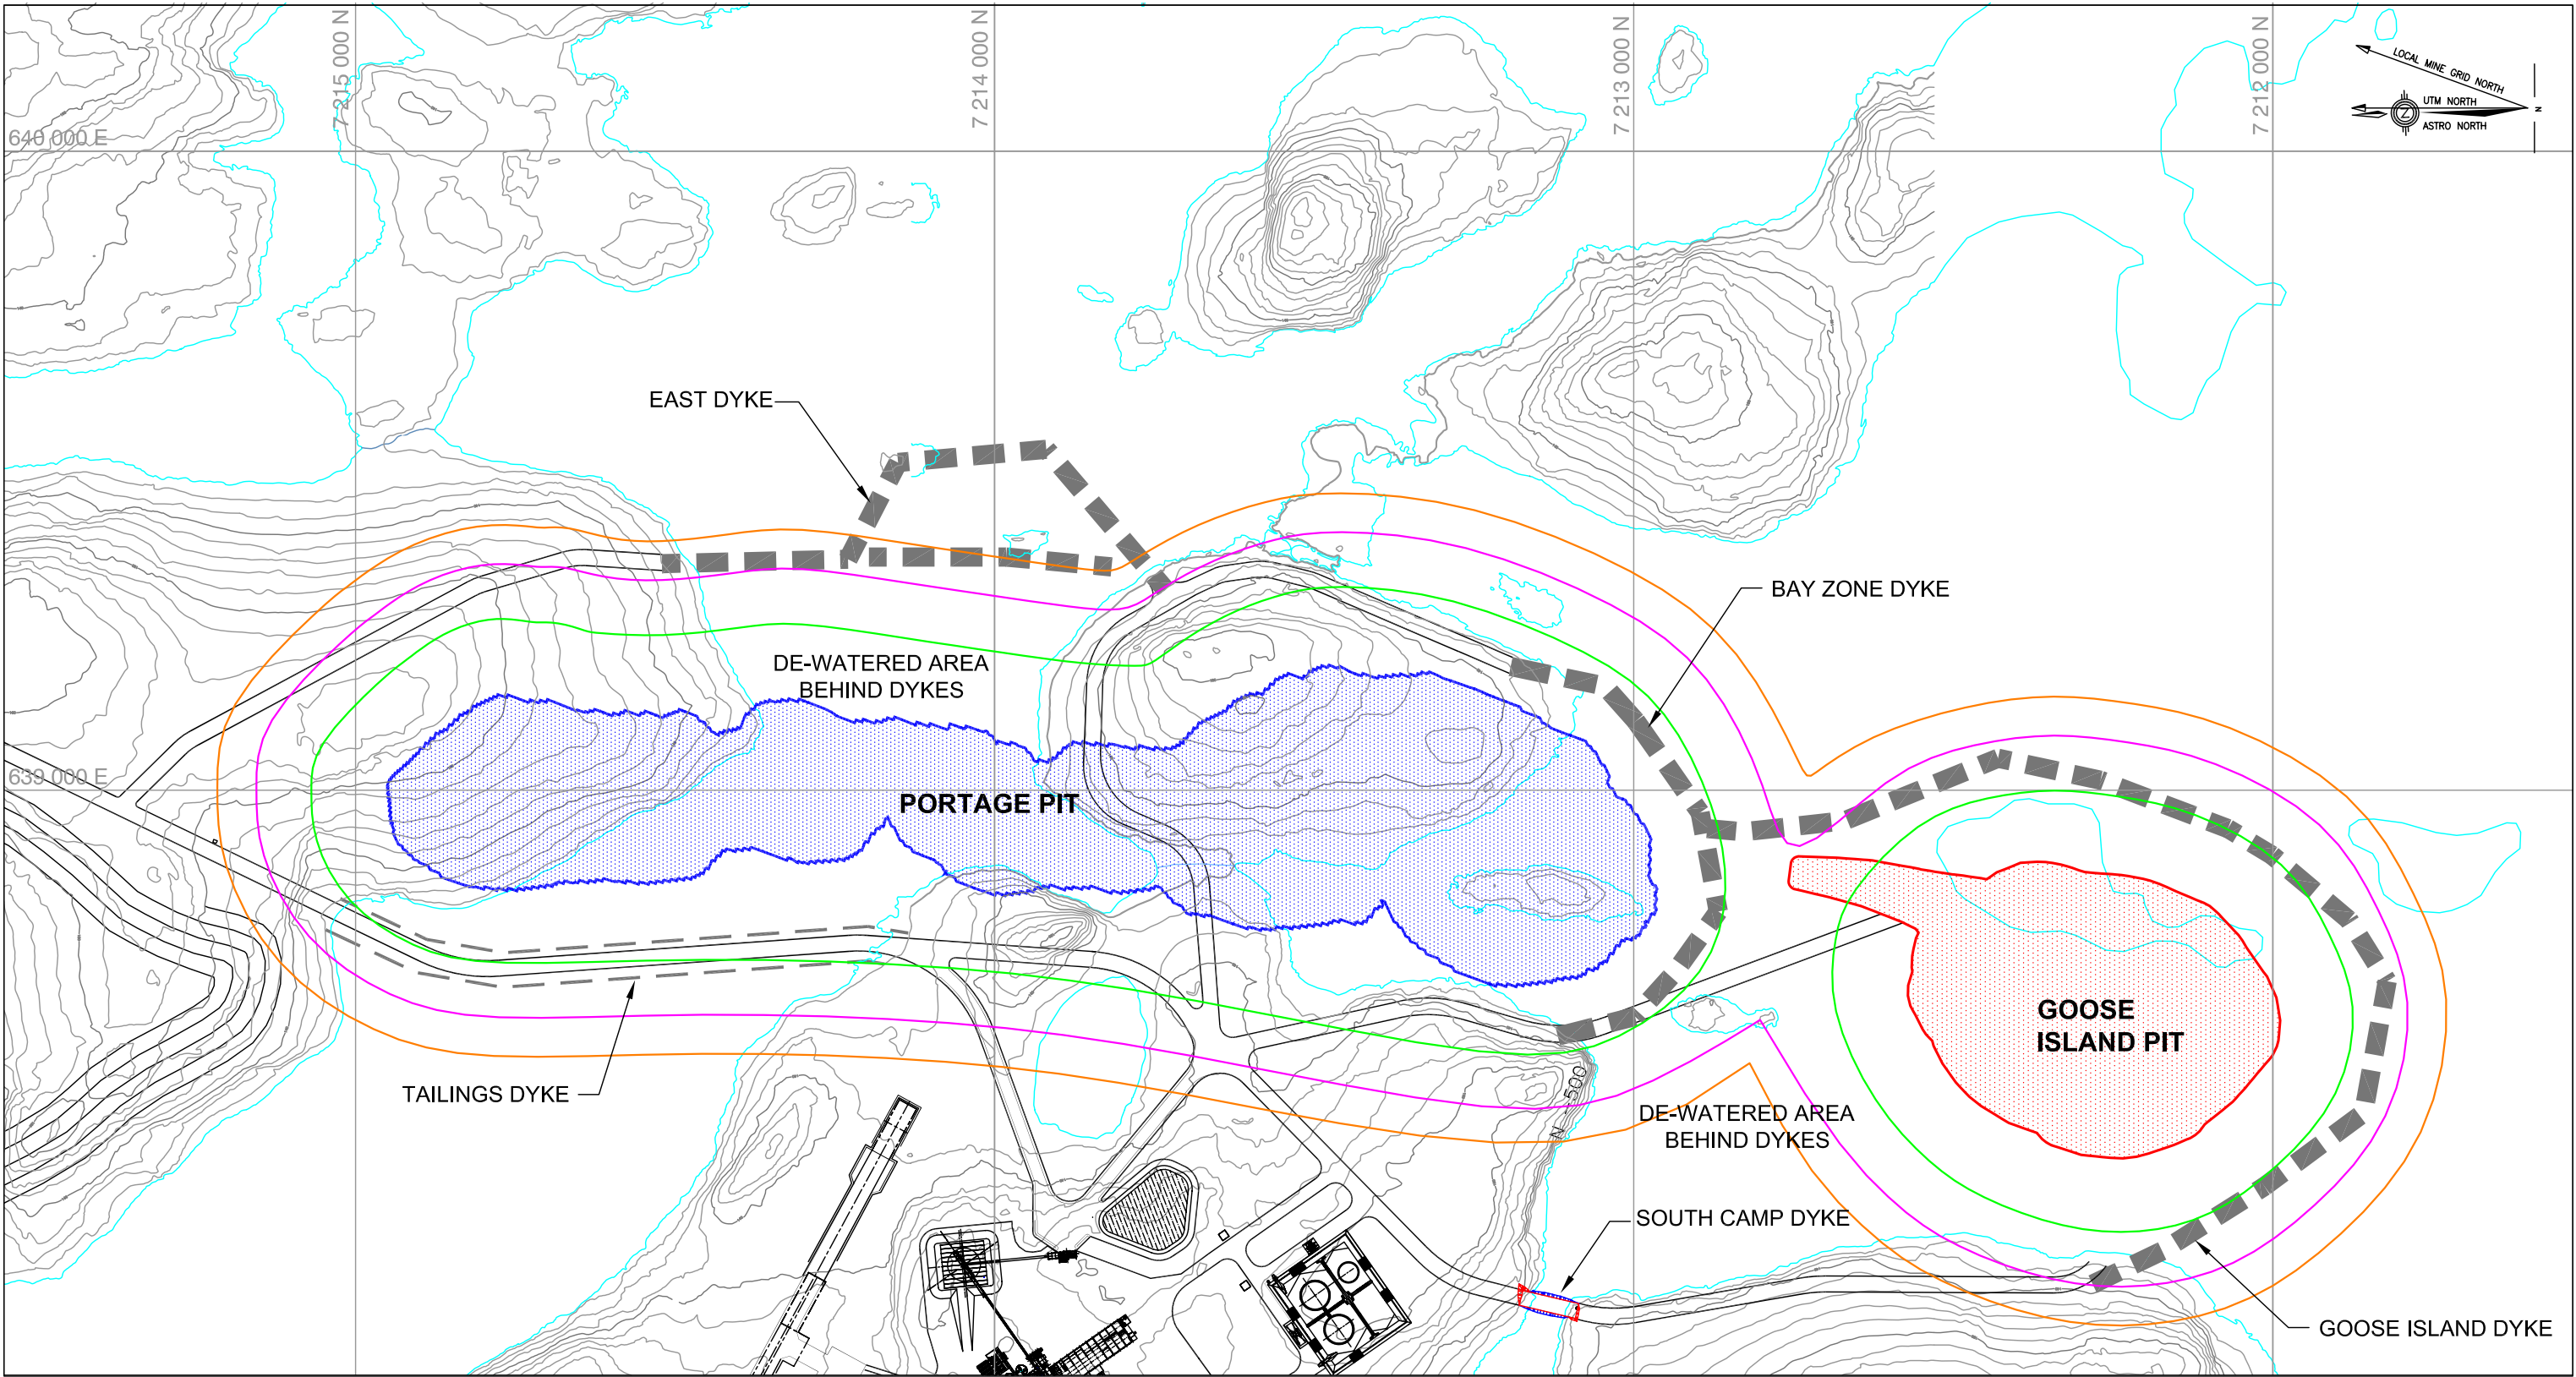 7 215 000 N
7 214 000 N
7 213 000 N
7 212 000 N
LOCAL MINE GRID NORTH
UTM NORTH
Z
N
ASTRO NORTH
640 000 E
EAST DYKE
BAY ZONE DYKE
DE-WATERED AREA
BEHIND DYKES
639 000 E
PORTAGE PIT
GOOSE
ISLAND PIT
TAILINGS DYKE
N -500
DE-WATERED AREA
BEHIND DYKES
SOUTH CAMP DYKE
GOOSE ISLAND DYKE